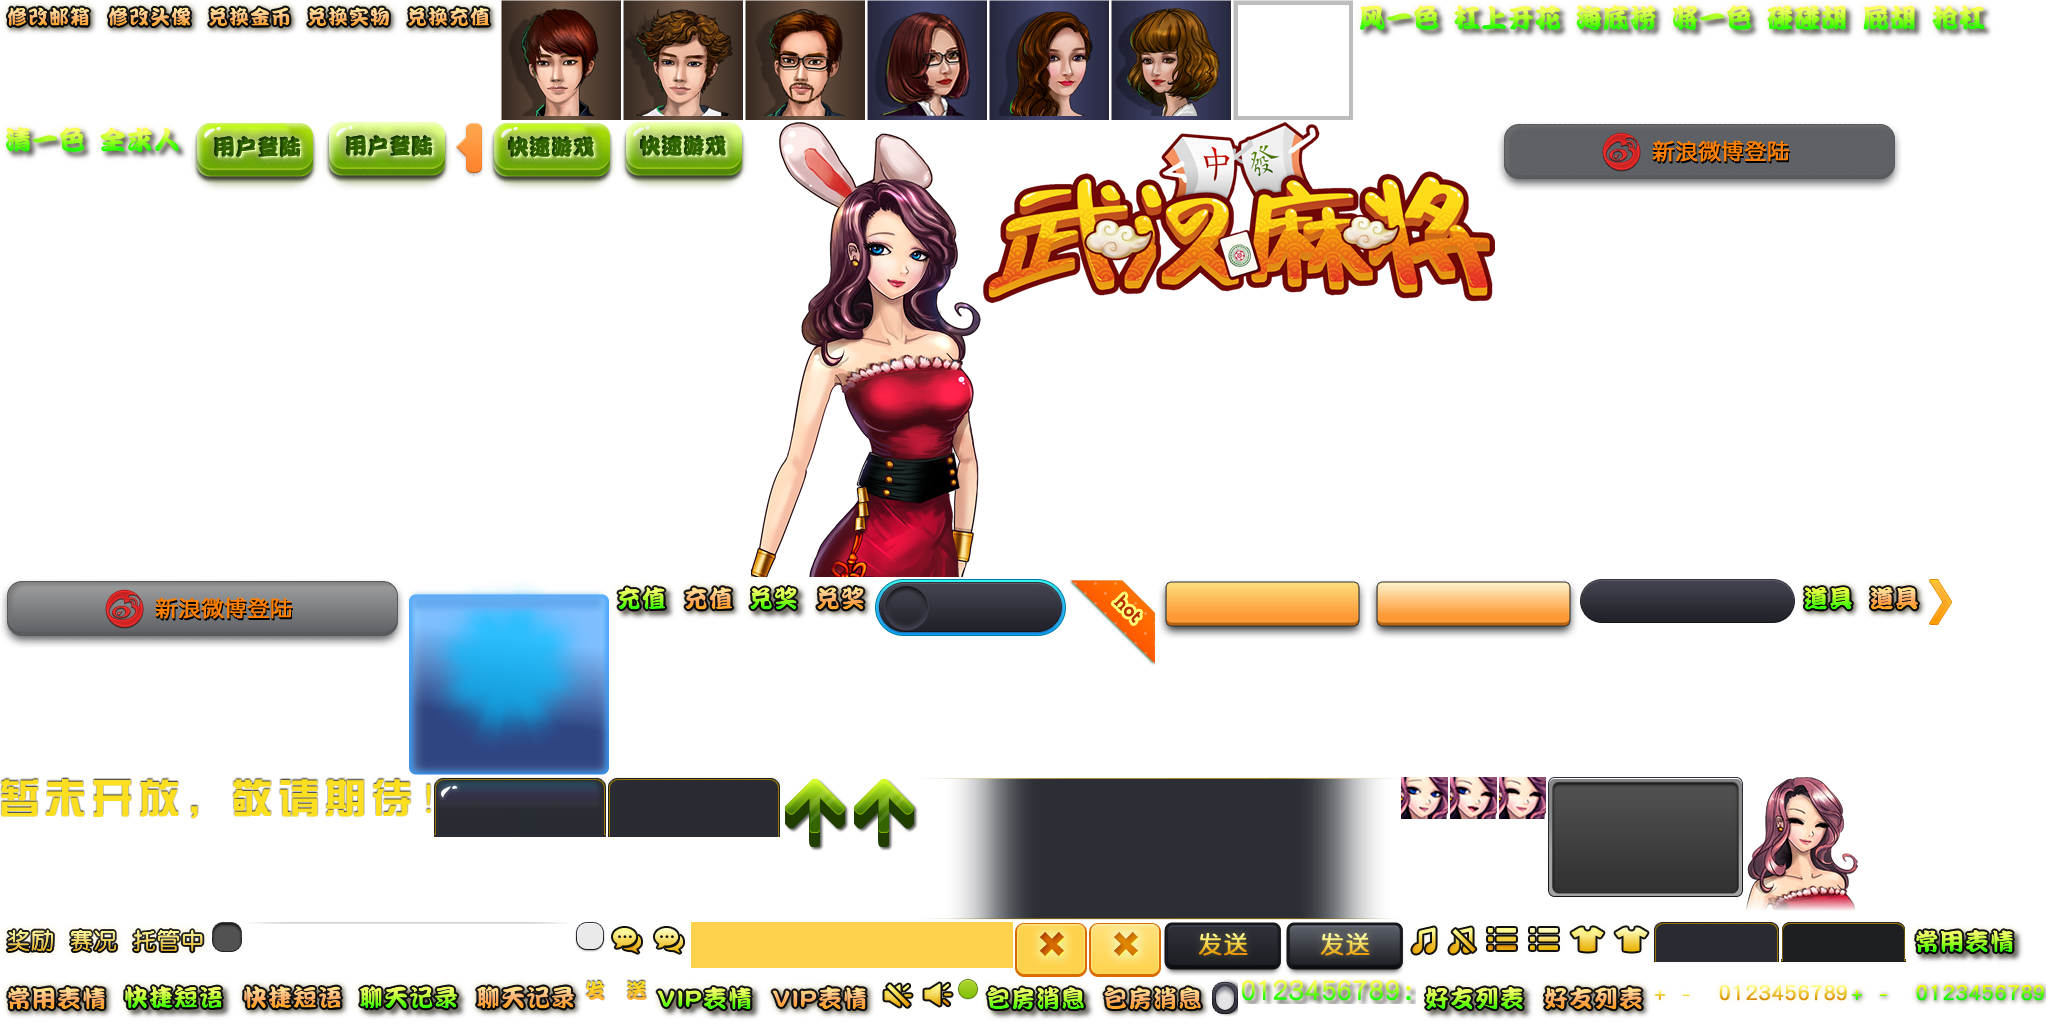 修改邮箱 修改头像 兑换金币 兑换实物 兑换充值
风一色 杠上开花 海底捞 将一色 碰碰胡 屁胡 抢杠
清一色 全求人 用户登陆 用户登陆 快速游戏 快速游戏
中 發
武汉麻将
新浪微博登陆
新浪微博登陆
充值 充值 兑奖 兑奖
hot
道具 道具
暂未开放，敬请期待！
奖励 赛况 托管中
发送 发送
常用表情
常用表情 快捷短语 快捷短语 聊天记录 聊天记录 发 送 VIP表情 VIP表情 包房消息 包房消息 0123456789: 好友列表 好友列表 + - 0123456789+ - 0123456789